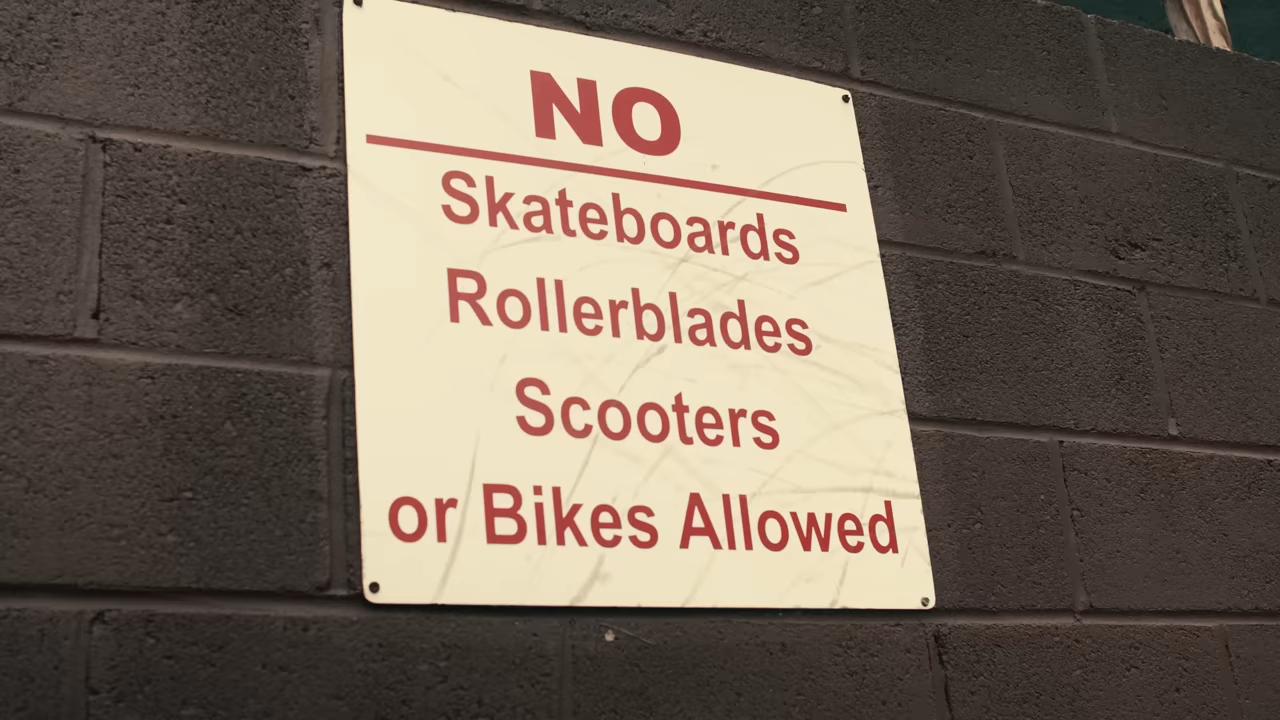 NO
Skateboards
Rollerblades
Scooters
or Bikes Allowed